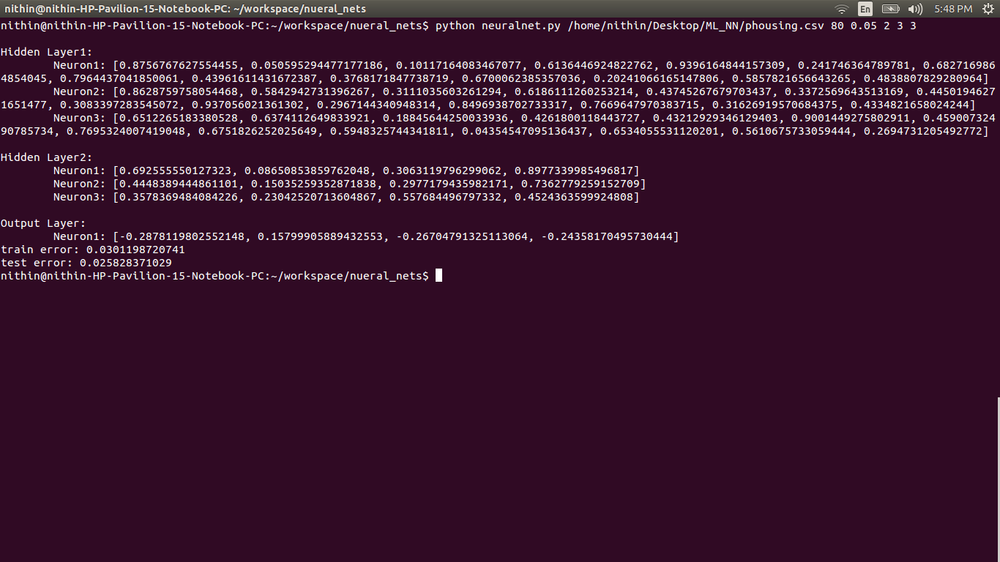 nithin@nithin-HP-Pavilion-15-Notebook-PC: ~/workspace/nueral_nets
En
5:48 PM
nithin@nithin-HP-Pavilion-15-Notebook-PC:~/workspace/nueral_nets$ python neuralnet.py /home/nithin/Desktop/ML_NN/phousing.csv 80 0.05 2 3 3
Hidden Layer1:
Neuron1: [0.8756767627554455, 0.050595294477177186, 0.10117164083467077, 0.6136446924822762, 0.9396164844157309, 0.241746364789781, 0.682716986
4854045, 0.7964437041850061, 0.43961611431672387, 0.3768171847738719, 0.6700062385357036, 0.20241066165147806, 0.5857821656643265, 0.4838807829280964]
Neuron2: [0.8628759758054468, 0.5842942731396267, 0.3111035603261294, 0.6186111260253214, 0.43745267679703437, 0.3372569643513169, 0.4450194627
1651477, 0.3083397283545072, 0.937056021361302, 0.2967144340948314, 0.8496938702733317, 0.7669647970383715, 0.31626919570684375, 0.4334821658024244]
Neuron3: [0.6512265183380528, 0.6374112649833921, 0.18845644250033936, 0.4261800118443727, 0.43212929346129403, 0.9001449275802911, 0.459007324
90785734, 0.7695324007419048, 0.6751826252025649, 0.5948325744341811, 0.04354547095136437, 0.6534055531120201, 0.5610675733059444, 0.2694731205492772]
Hidden Layer2:
Neuron1: [0.692555550127323, 0.08650853859762048, 0.3063119796299062, 0.8977339985496817]
Neuron2: [0.4448389444861101, 0.15035259352871838, 0.2977179435982171, 0.7362779259152709]
Neuron3: [0.3578369484084226, 0.23042520713604867, 0.557684496797332, 0.4524363599924808]
Output Layer:
Neuron1: [-0.2878119802552148, 0.15799905889432553, -0.26704791325113064, -0.24358170495730444]
train error: 0.0301198720741
test error: 0.025828371029
nithin@nithin-HP-Pavilion-15-Notebook-PC:~/workspace/nueral_nets$